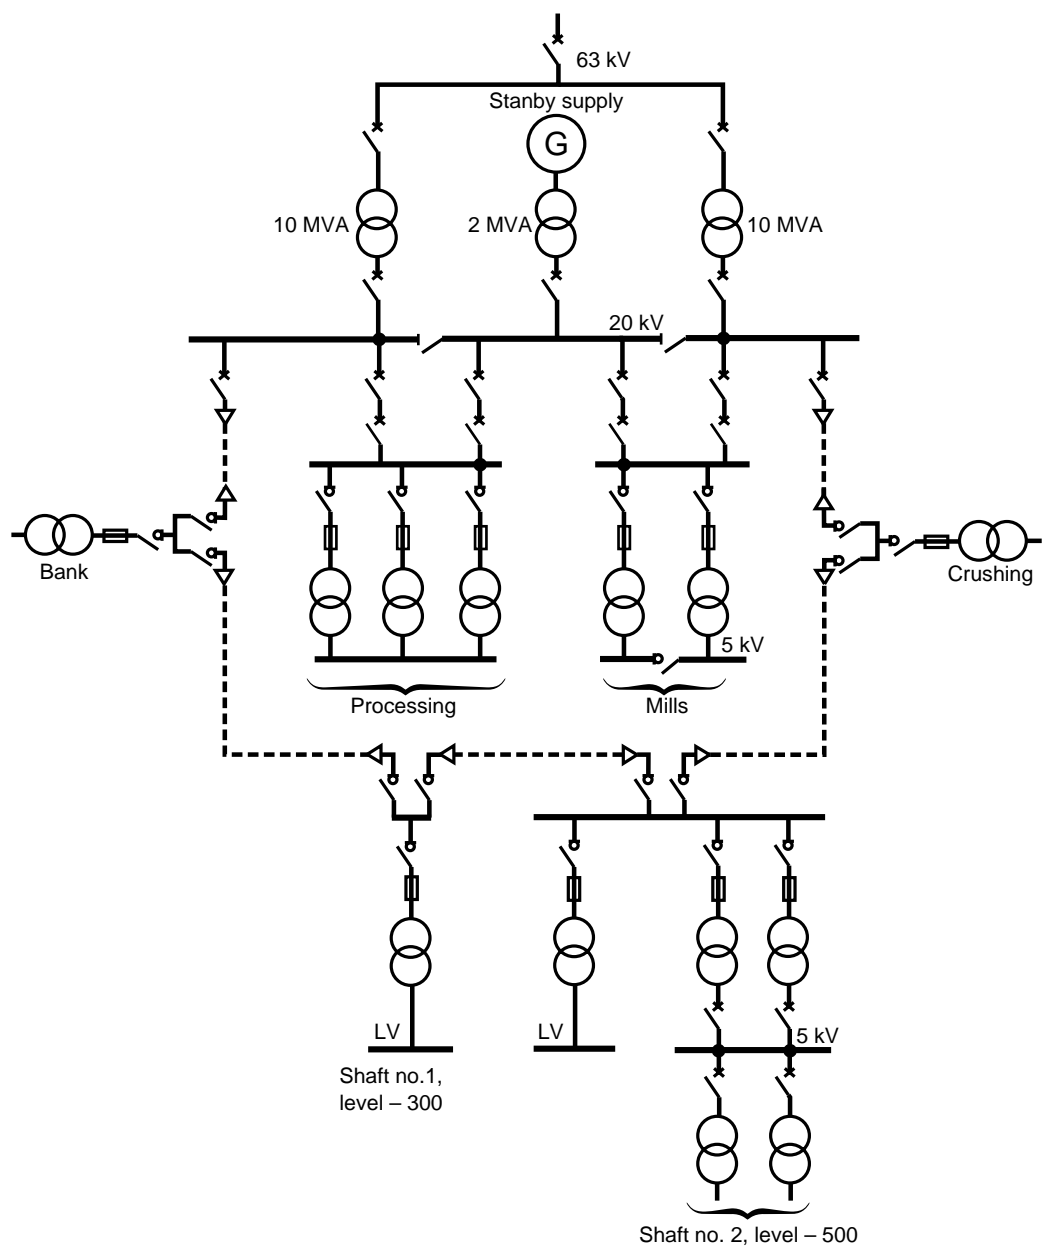 63 kV
Stanby supply
G
10 MVA
2 MVA
10 MVA
20 kV
Bank
Crushing
5 kV
Processing
Mills
LV
LV
5 kV
Shaft no.1,
level – 300
Shaft no. 2, level – 500